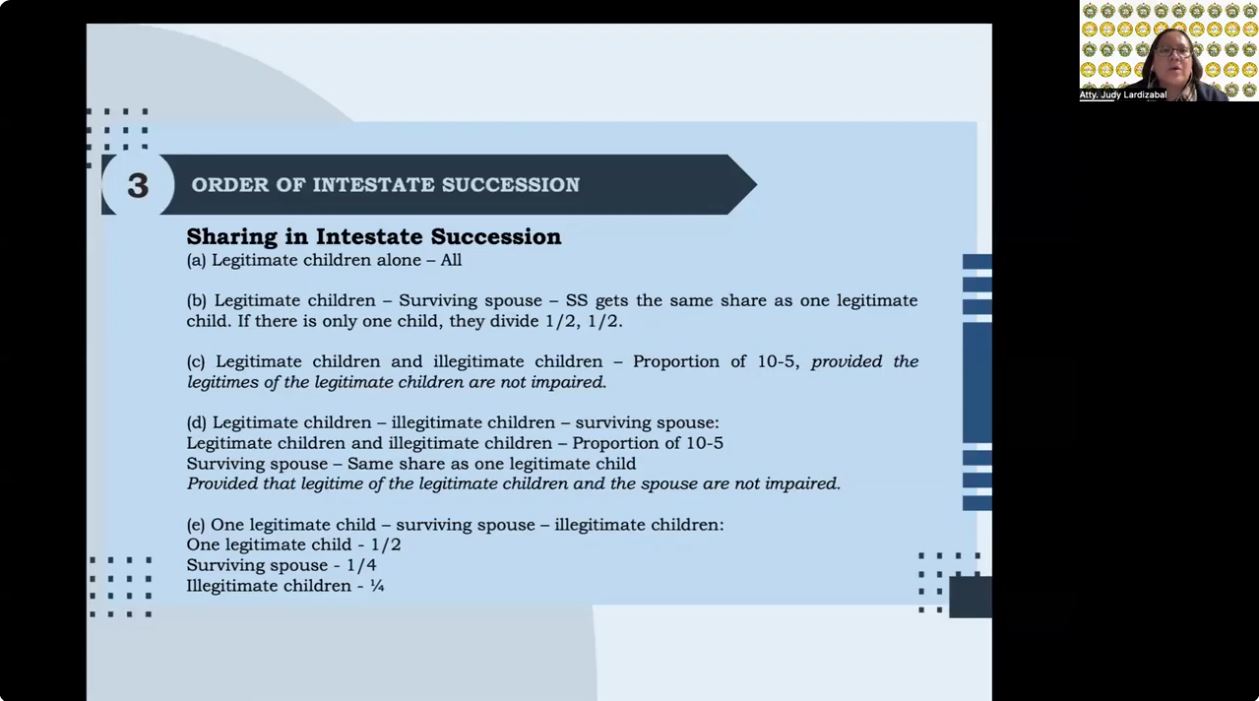 Atty. Judy Lardizabal
3
ORDER OF INTESTATE SUCCESSION
Sharing in Intestate Succession
(a) Legitimate children alone – All
(b) Legitimate children – Surviving spouse – SS gets the same share as one legitimate
child. If there is only one child, they divide 1/2, 1/2.
(c) Legitimate children and illegitimate children – Proportion of 10-5, provided the
legitimes of the legitimate children are not impaired.
(d) Legitimate children – illegitimate children – surviving spouse:
Legitimate children and illegitimate children – Proportion of 10-5
Surviving spouse – Same share as one legitimate child
Provided that legitime of the legitimate children and the spouse are not impaired.
(e) One legitimate child – surviving spouse – illegitimate children:
One legitimate child - 1/2
Surviving spouse - 1/4
Illegitimate children - ¼